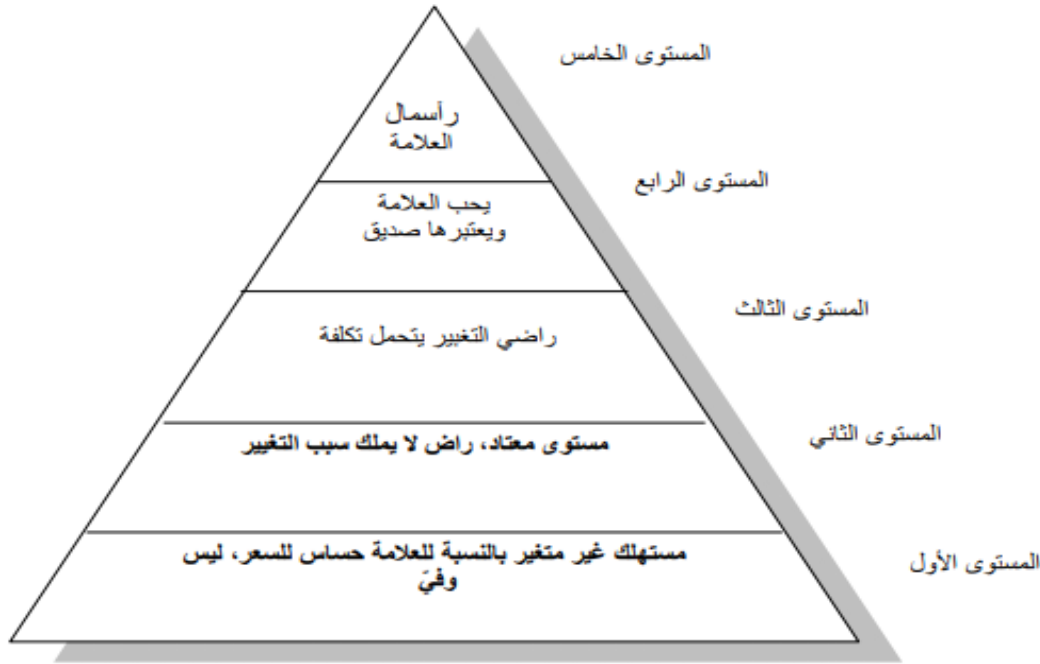 المستوى الخامس
رأسمال
العلامة
المستوى الرابع
يحب العلامة
ويعتبرها صديق
المستوى الثالث
راضي التغيير يتحمل تكلفة
المستوى الثاني
مستوى معتاد، راض لا يملك سبب التغيير
المستوى الأول
مستهلك غير متغير بالنسبة للعلامة حساس للسعر، ليس
وفيّ